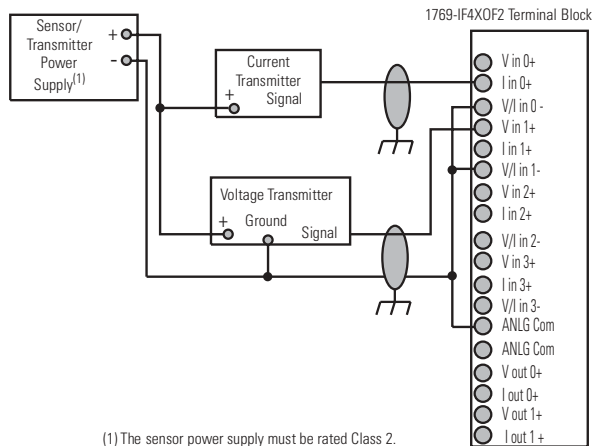 1769-IF4XOF2 Terminal Block
Sensor/
Transmitter
Power
Supply(1)
+
-
Current
Transmitter
Signal
+
Voltage Transmitter
Ground
+
Signal
V in 0+
I in 0+
V/I in 0 -
V in 1+
I in 1+
V/I in 1-
V in 2+
I in 2+
V/I in 2-
V in 3+
I in 3+
V/I in 3-
ANLG Com
ANLG Com
V out 0+
I out 0+
V out 1+
I out 1 +
(1) The sensor power supply must be rated Class 2.